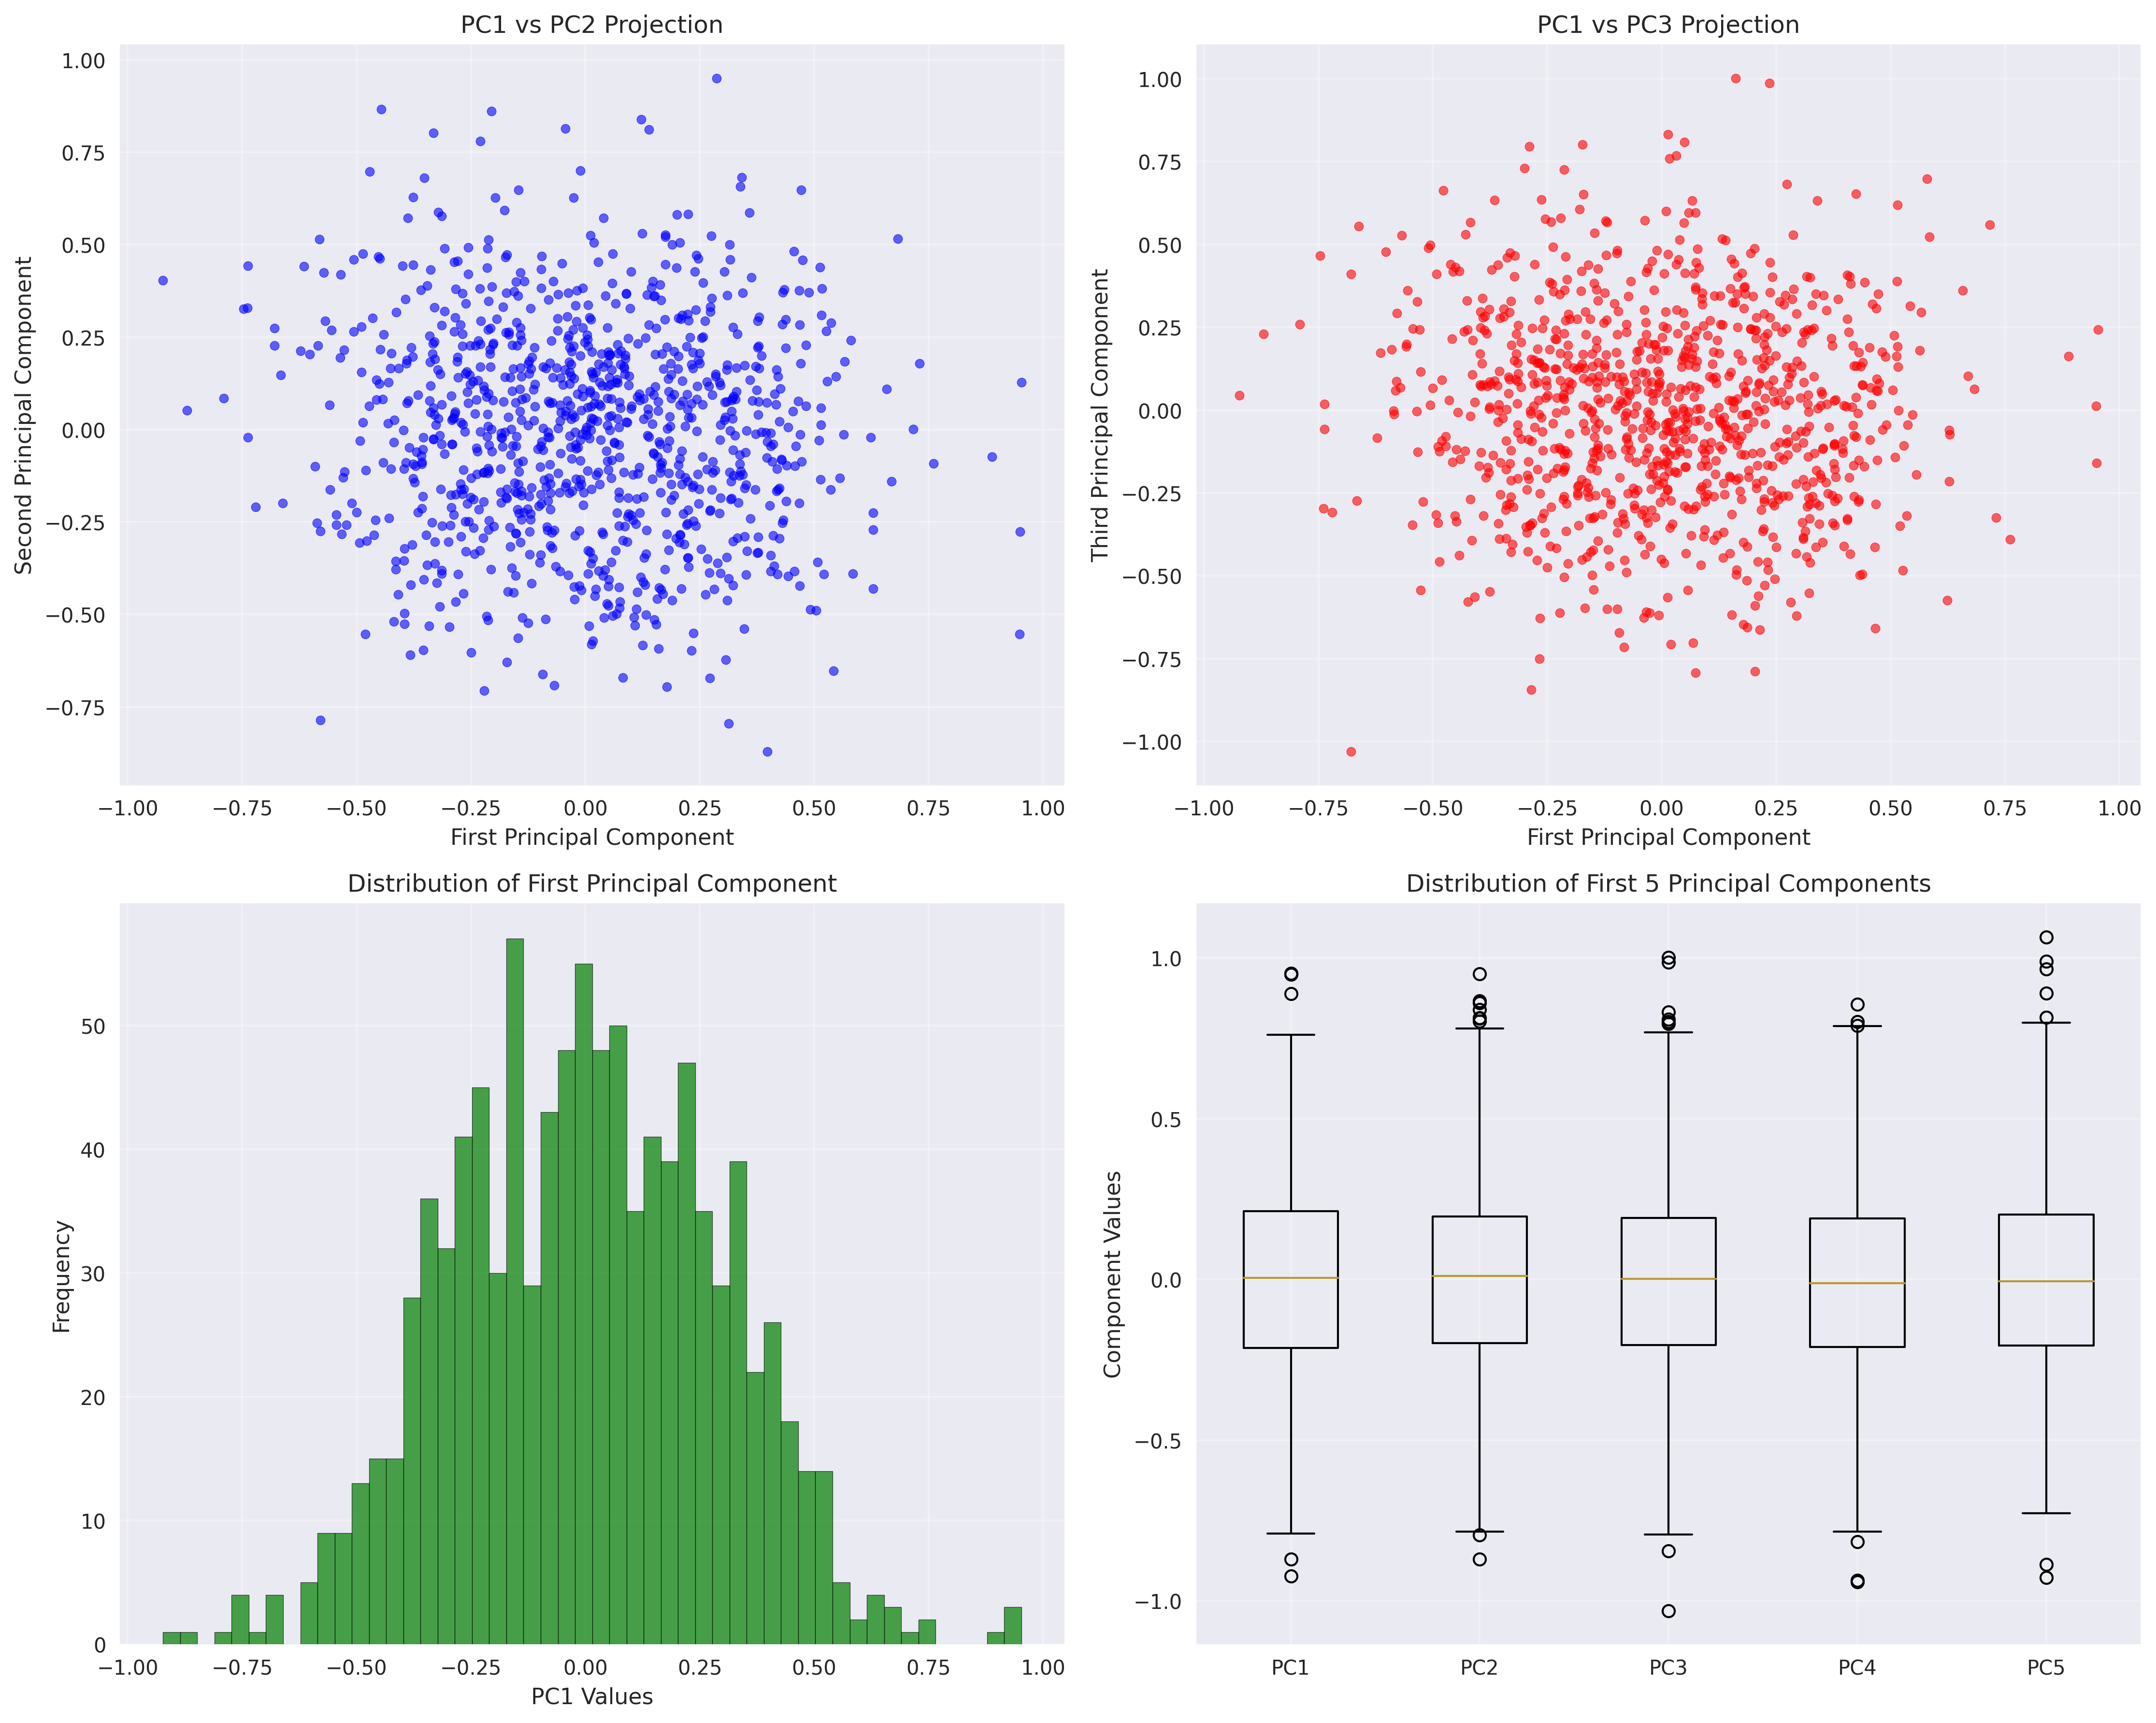 PC1 vs PC2 Projection
1.00
0.75
0.50
0.25
0.00
−0.25
−0.50
−0.75
Second Principal Component
−1.00 −0.75 −0.50 −0.25 0.00 0.25 0.50 0.75 1.00
First Principal Component
PC1 vs PC3 Projection
1.00
0.75
0.50
0.25
0.00
−0.25
−0.50
−0.75
−1.00
Third Principal Component
−1.00 −0.75 −0.50 −0.25 0.00 0.25 0.50 0.75 1.00
First Principal Component
Distribution of First Principal Component
50
40
30
20
10
0
Frequency
−1.00 −0.75 −0.50 −0.25 0.00 0.25 0.50 0.75 1.00
PC1 Values
Distribution of First 5 Principal Components
1.0
0.5
0.0
−0.5
−1.0
Component Values
PC1 PC2 PC3 PC4 PC5